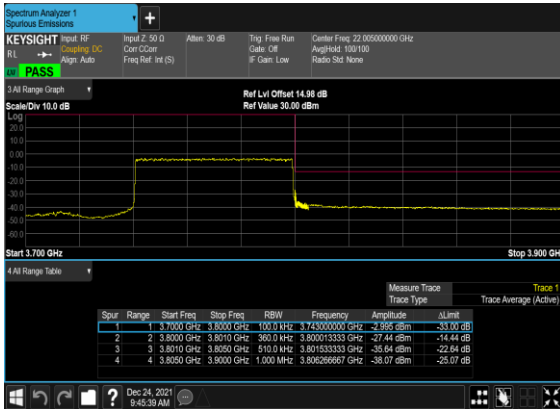 Spectrum Analyzer 1
Spurious Emissions
+
KEYSIGHT Input: RF Input Z: 50 Ω Atten: 30 dB Trig: Free Run Center Freq: 22.005000000 GHz
RL Coupling: DC Corr CCorr Gate: Off Avg|Hold: 100/100
Align: Auto Freq Ref: Int (S) IF Gain: Low Radio Std: None
PASS
3 All Range Graph
Ref Lvl Offset 14.98 dB
Scale/Div 10.0 dB Ref Value 30.00 dBm
Log
20.0
10.0
0.00
-10.0
-20.0
-30.0
-40.0
-50.0
-60.0
Start 3.700 GHz Stop 3.900 GH
4 All Range Table
Measure Trace Trace 1
Trace Type Trace Average (Active)
Spur Range Start Freq Stop Freq RBW Frequency Amplitude ΔLimit
1 1 3.7000 GHz 3.8000 GHz 100.0 kHz 3.743000000 GHz -2.995 dBm -33.00 dB
2 2 3.8000 GHz 3.8010 GHz 360.0 kHz 3.800013333 GHz -27.44 dBm -14.44 dB
3 3 3.8010 GHz 3.8050 GHz 510.0 kHz 3.801533333 GHz -35.64 dBm -22.64 dB
4 4 3.8050 GHz 3.9000 GHz 1.000 MHz 3.806266667 GHz -38.07 dBm -25.07 dB
? Dec 24, 2021
9:45:39 AM